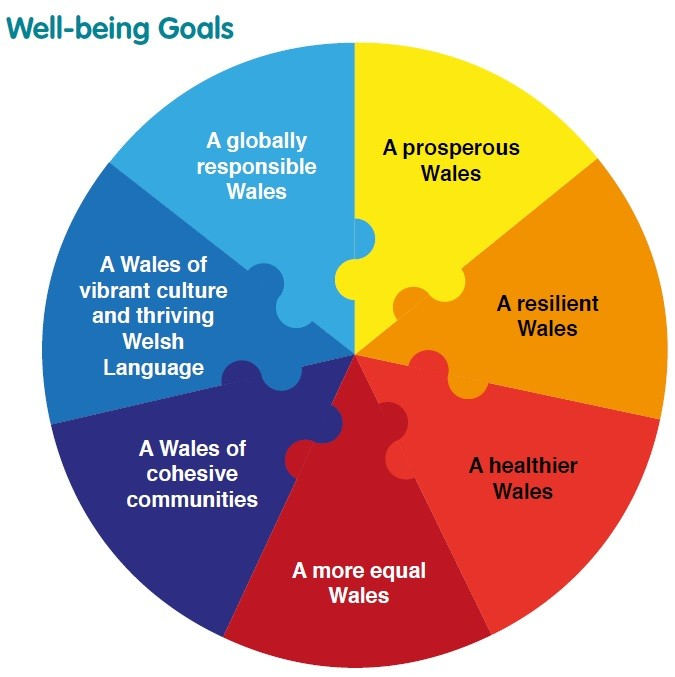 Well-being Goals
A prosperous
Wales
A resilient
Wales
A healthier
Wales
A more equal
Wales
A Wales of
cohesive
communities
A Wales of
vibrant culture
and thriving
Welsh
Language
A globally
responsible
Wales